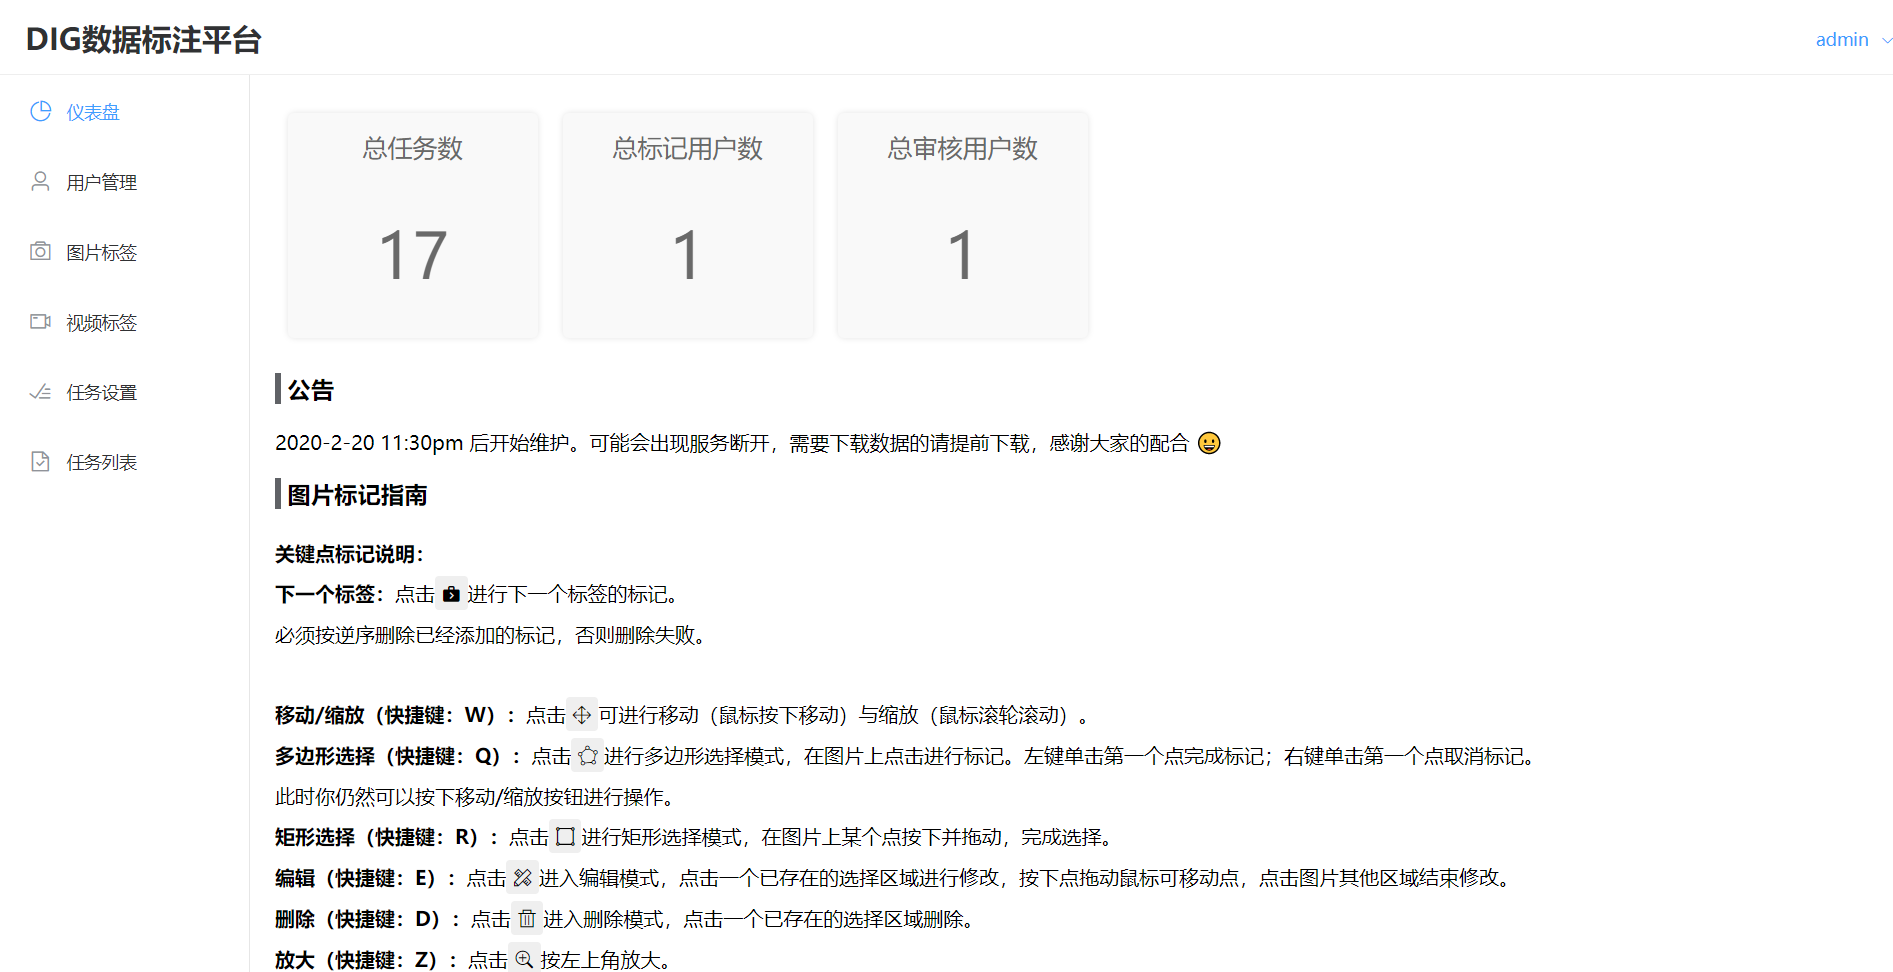 DIG数据标注平台
admin
仪表盘
用户管理
图片标签
视频标签
任务设置
任务列表
总任务数
17
总标记用户数
1
总审核用户数
1
公告
2020-2-20 11:30pm 后开始维护。可能会出现服务断开，需要下载数据的请提前下载，感谢大家的配合 😀
图片标记指南
关键点标记说明：
下一个标签：点击进行下一个标签的标记。
必须按逆序删除已经添加的标记，否则删除失败。
移动/缩放（快捷键：W）：点击可进行移动（鼠标按下移动）与缩放（鼠标滚轮滚动）。
多边形选择（快捷键：Q）：点击进行多边形选择模式，在图片上点击进行标记。左键单击第一个点完成标记；右键单击第一个点取消标记。
此时你仍然可以按下移动/缩放按钮进行操作。
矩形选择（快捷键：R）：点击进行矩形选择模式，在图片上某个点按下并拖动，完成选择。
编辑（快捷键：E）：点击进入编辑模式，点击一个已存在的选择区域进行修改，按下点拖动鼠标可移动点，点击图片其他区域结束修改。
删除（快捷键：D）：点击进入删除模式，点击一个已存在的选择区域删除。
放大（快捷键：Z）：点击按左上角放大。